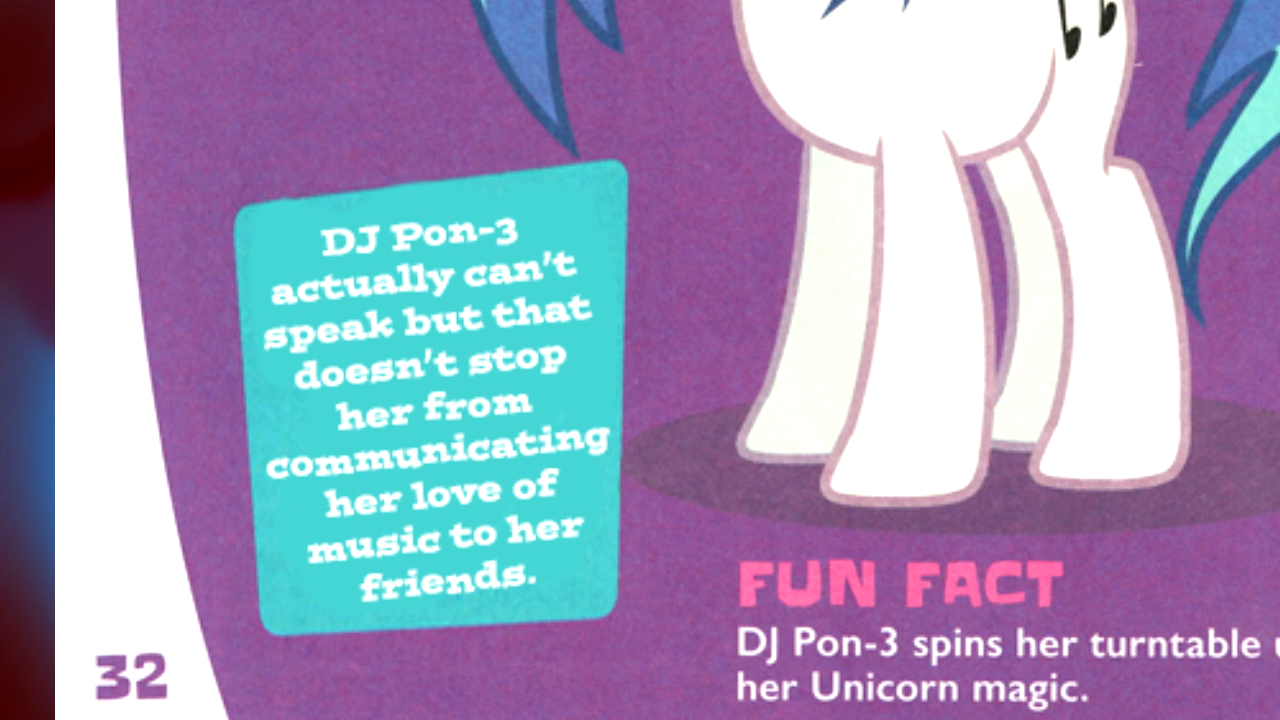 DJ Pon-3
actually can't
speak but that
doesn't stop
her from
communicating
her love of
music to her
friends.
FUN FACT
DJ Pon-3 spins her turntable
her Unicorn magic.
32